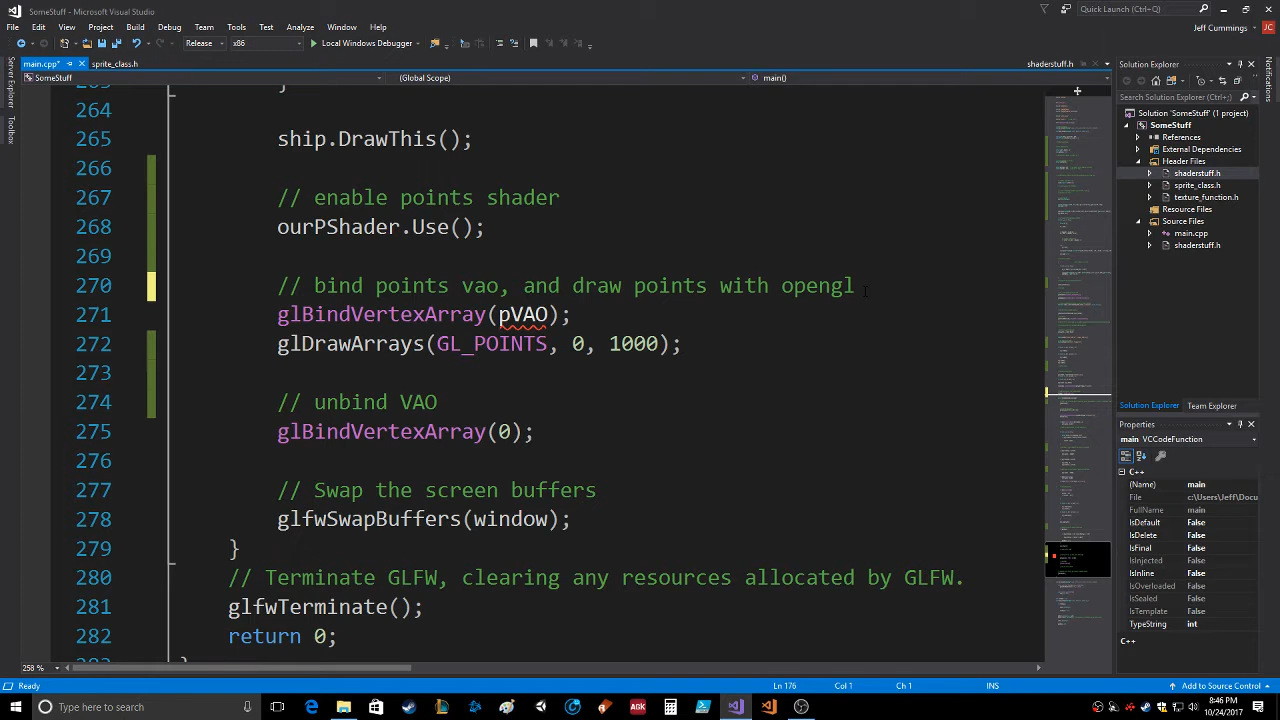 SomeStuff - Microsoft Visual Studio
Quick Launch (Ctrl+Q)
File Edit View Project Build Debug Team Tools Test Analyze Window Help
Jeff Cummings JC
Release x86 Local Windows Debugger
main.cpp* sprite_class.h shaderstuff.h
SomeStuff (Global Scope) main()
Server Explorer
Toolbox
263 }
264
265 ship.DrawThis();
266
267 // enable points shader
268 ourPShader.Use();
269
270 // bind points vao, and draw points with opengl
271 glBindVertexArray(pVAO);
272 glDrawArrays(GL_POINTS, 0, 1000);
273
274 // unbind VAO
275 glBindVertexArray(0);
276
277 // Swap the screen buffers
278 glfwSwapBuffers(window);
279 }
280 // Terminate GLFW, clearing any resources allocated by GLFW.
281 glfwTerminate();
282 return 0;
283 }
258 %
Solution Explorer
Search Solution Explorer (Ctrl+;)
Solution 'SomeStuff' (1 project)
SomeStuff
References
External Dependencies
Header Files
shaderstuff.h
sprite_class.h
texture_function
Resource Files
Source Files
main.cpp
shaderstuff.h
Solution Explorer Team Explorer
Properties
main VCCodeFunction
C++
(Name) main
File c:\Users\Jeff\Docu
FullName main
IsDefault False
IsDelete False
IsFinal False
IsInjected False
IsOverloaded False
IsSealed False
IsTemplate False
TypeString int
C++
Notifications
Ready Ln 176 Col 1 Ch 1 INS Add to Source Control
Type here to search
8:46 PM
10/24/2017